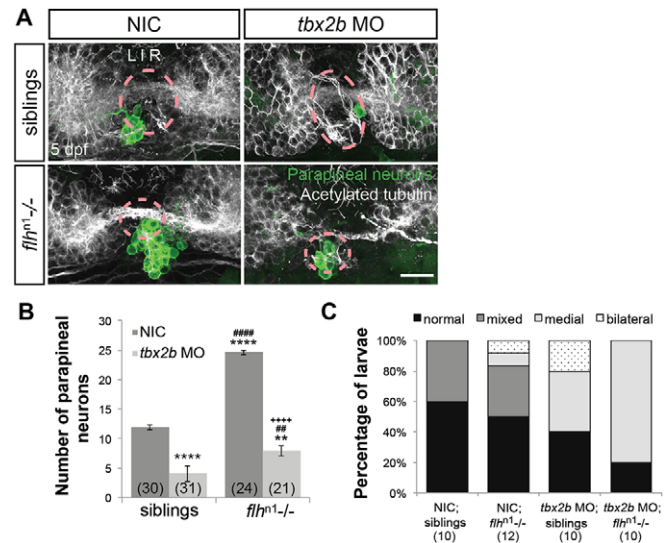 A
NIC
tbx2b MO
siblings
flhn1-/-
L I R
5 dpf
Parapineal neurons
Acetylated tubulin
B
Number of parapineal neurons
30
25
20
15
10
5
0
NIC
tbx2b MO
####
****
****
++++
##
**
(30)
(31)
(24)
(21)
siblings
flhn1-/-
C
normal
mixed
medial
bilateral
Percentage of larvae
100%
80%
60%
40%
20%
0%
NIC;
siblings
(10)
NIC;
flhn1-/-
(12)
tbx2b MO;
siblings
(10)
tbx2b MO;
flhn1-/-
(10)